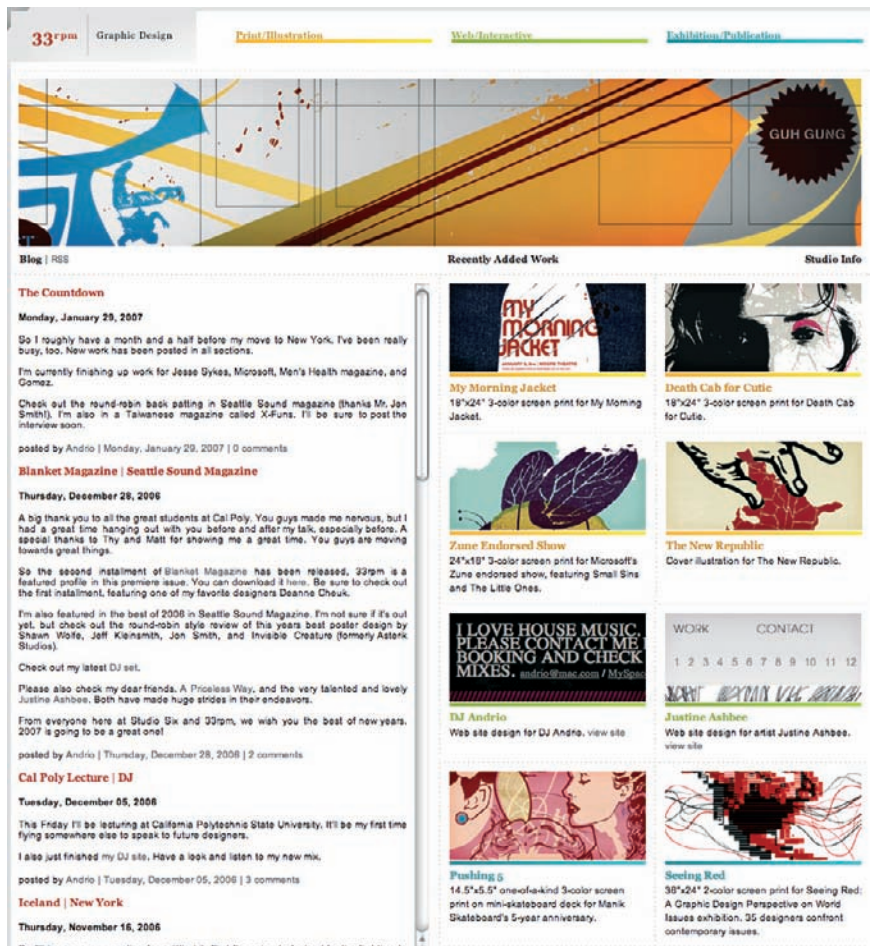 33rpm | Graphic Design
Print/Illustration
Web/Interactive
Exhibition/Publication
GUH GUNG
Blog | RSS
Recently Added Work
Studio Info
The Countdown
Monday, January 29, 2007
So I roughly have a month and a half before my move to New York. I've been really
busy, too. New work has been posted in all sections.
I'm currently finishing up work for Jesse Sykes, Microsoft, Men's Health magazine, and
Gomez.
Check out the round-robin back patting in Seattle Sound magazine (thanks Mr. Jon
Smith!). I'm also in a Taiwanese magazine called X-Funs. I'll be sure to post the
interview soon.
posted by Andrio | Monday, January 29, 2007 | 0 comments
Blanket Magazine | Seattle Sound Magazine
Thursday, December 28, 2006
A big thank you to all the great students at Cal Poly. You guys made me nervous, but I
had a great time hanging out with you before and after my talk, especially before. A
special thanks to Thy and Matt for showing me a great time. You guys are moving
towards great things.
So the second installment of Blanket Magazine has been released, 33rpm is a
featured profile in this premiere issue. You can download it here. Be sure to check out
the first installment, featuring one of my favorite designers Deanne Cheuk.
I'm also featured in the best of 2006 in Seattle Sound Magazine. I'm not sure if it's out
yet, but check out the round-robin style review of this years best poster design by
Shawn Wolfe, Jeff Kleinsmith, Jon Smith, and Invisible Creature (formerly Asterik
Studios).
Check out my latest DJ set.
Please also check my dear friends. A Priceless Way, and the very talented and lovely
Justine Ashbee. Both have made huge strides in their endeavors.
From everyone here at Studio Six and 33rpm, we wish you the best of new years.
2007 is going to be a great one!
posted by Andrio | Thursday, December 28, 2006 | 2 comments
Cal Poly Lecture | DJ
Tuesday, December 05, 2006
This Friday I'll be lecturing at California Polytechnis State University. It'll be my first time
flying somewhere else to speak to future designers.
I also just finished my DJ site. Have a look and listen to my new mix.
posted by Andrio | Tuesday, December 05, 2006 | 3 comments
Iceland | New York
Thursday, November 16, 2006
MY
MORNING
JACKET
My Morning Jacket
18"x24" 3-color screen print for My Morning
Jacket.
Death Cab for Cutie
18"x24" 3-color screen print for Death Cab
for Cutie.
Zune Endorsed Show
24"x18" 3-color screen print for Microsoft's
Zune endorsed show, featuring Small Sins
and The Little Ones.
The New Republic
Cover illustration for The New Republic.
I LOVE HOUSE MUSIC.
PLEASE CONTACT ME
BOOKING AND CHECK
MIXES. andrio@mac.com / MySpac
DJ Andrio
Web site design for DJ Andrio. view site
WORK CONTACT
1 2 3 4 5 6 7 8 9 10 11 12
Justine Ashbee
Web site design for artist Justine Ashbee.
view site
Pushing 5
14.5"x5.5" one-of-a-kind 3-color screen
print on mini-skateboard deck for Manik
Skateboard's 5-year anniversary.
Seeing Red
36"x24" 2-color screen print for Seeing Red:
A Graphic Design Perspective on World
Issues exhibition. 35 designers confront
contemporary issues.